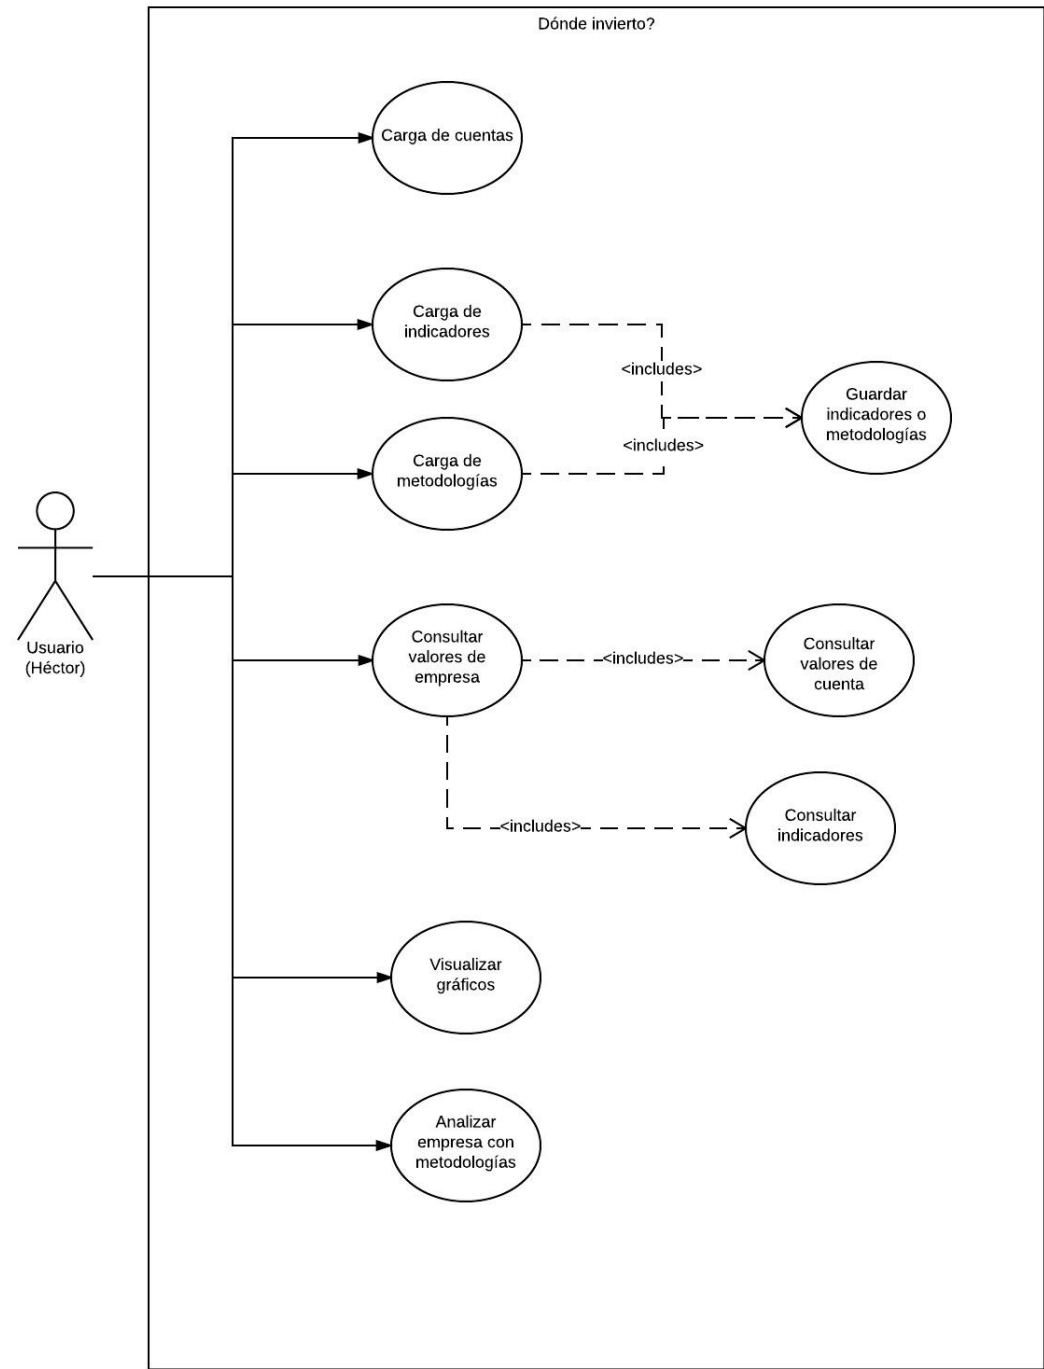 Dónde invierto?
Carga de cuentas
Carga de
indicadores
<includes>
Guardar
indicadores o
metodologías
<includes>
Carga de
metodologías
Usuario
(Héctor)
Consultar
valores de
empresa
<includes>
Consultar
valores de
cuenta
<includes>
Consultar
indicadores
Visualizar
gráficos
Analizar
empresa con
metodologías